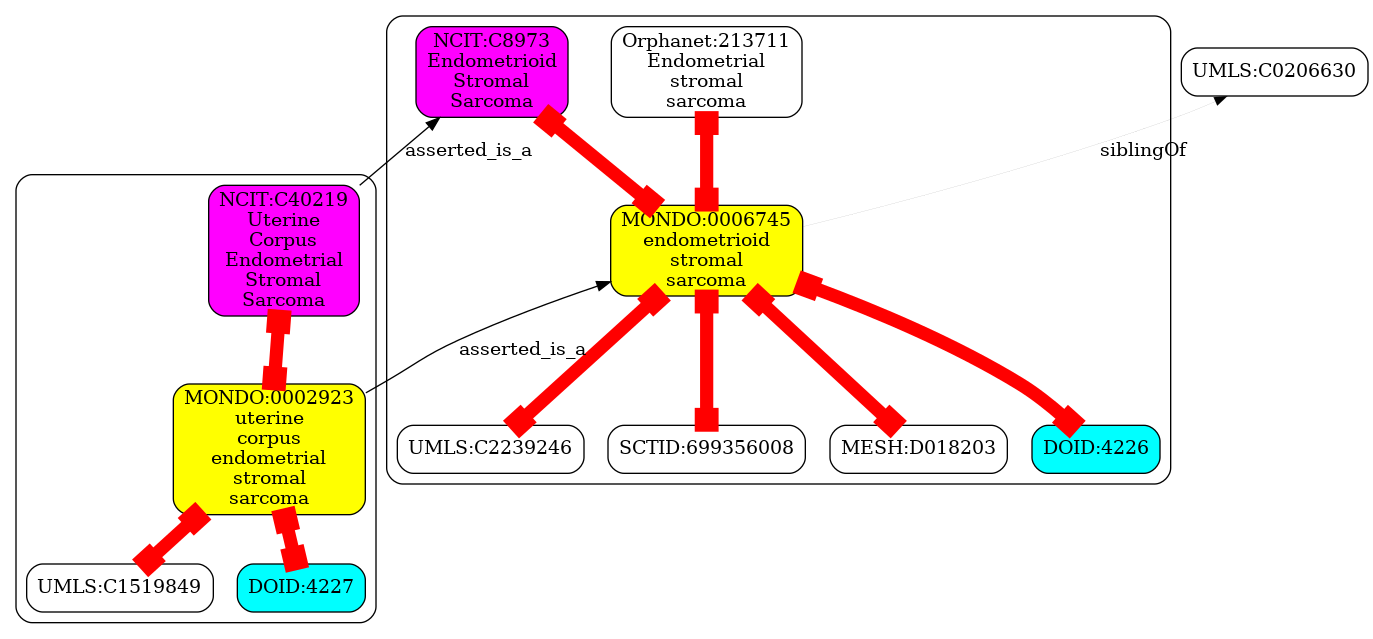 NCIT:C8973
Endometrioid
Stromal
Sarcoma
Orphanet:213711
Endometrial
stromal
sarcoma
UMLS:C0206630
asserted_is_a
siblingOf
NCIT:C40219
Uterine
Corpus
Endometrial
Stromal
Sarcoma
MONDO:0006745
endometrioid
stromal
sarcoma
asserted_is_a
MONDO:0002923
uterine
corpus
endometrial
stromal
sarcoma
UMLS:C2239246
SCTID:699356008
MESH:D018203
DOID:4226
UMLS:C1519849
DOID:4227